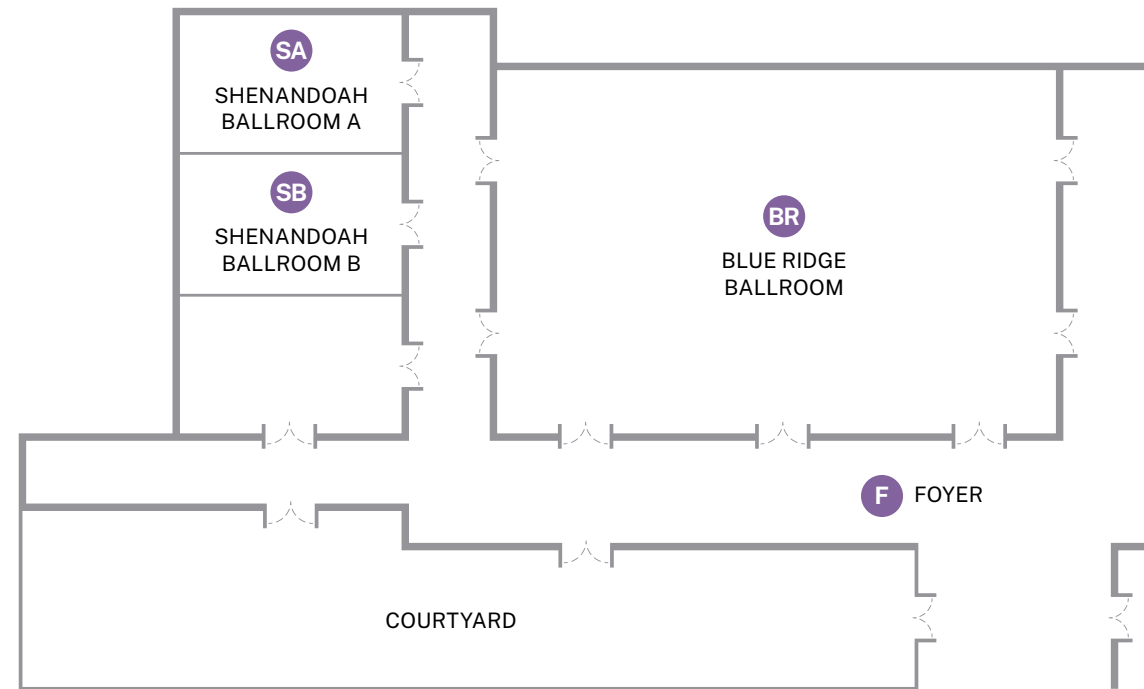 SA
SHENANDOAH
BALLROOM A
SB
SHENANDOAH
BALLROOM B
BR
BLUE RIDGE
BALLROOM
F FOYER
COURTYARD